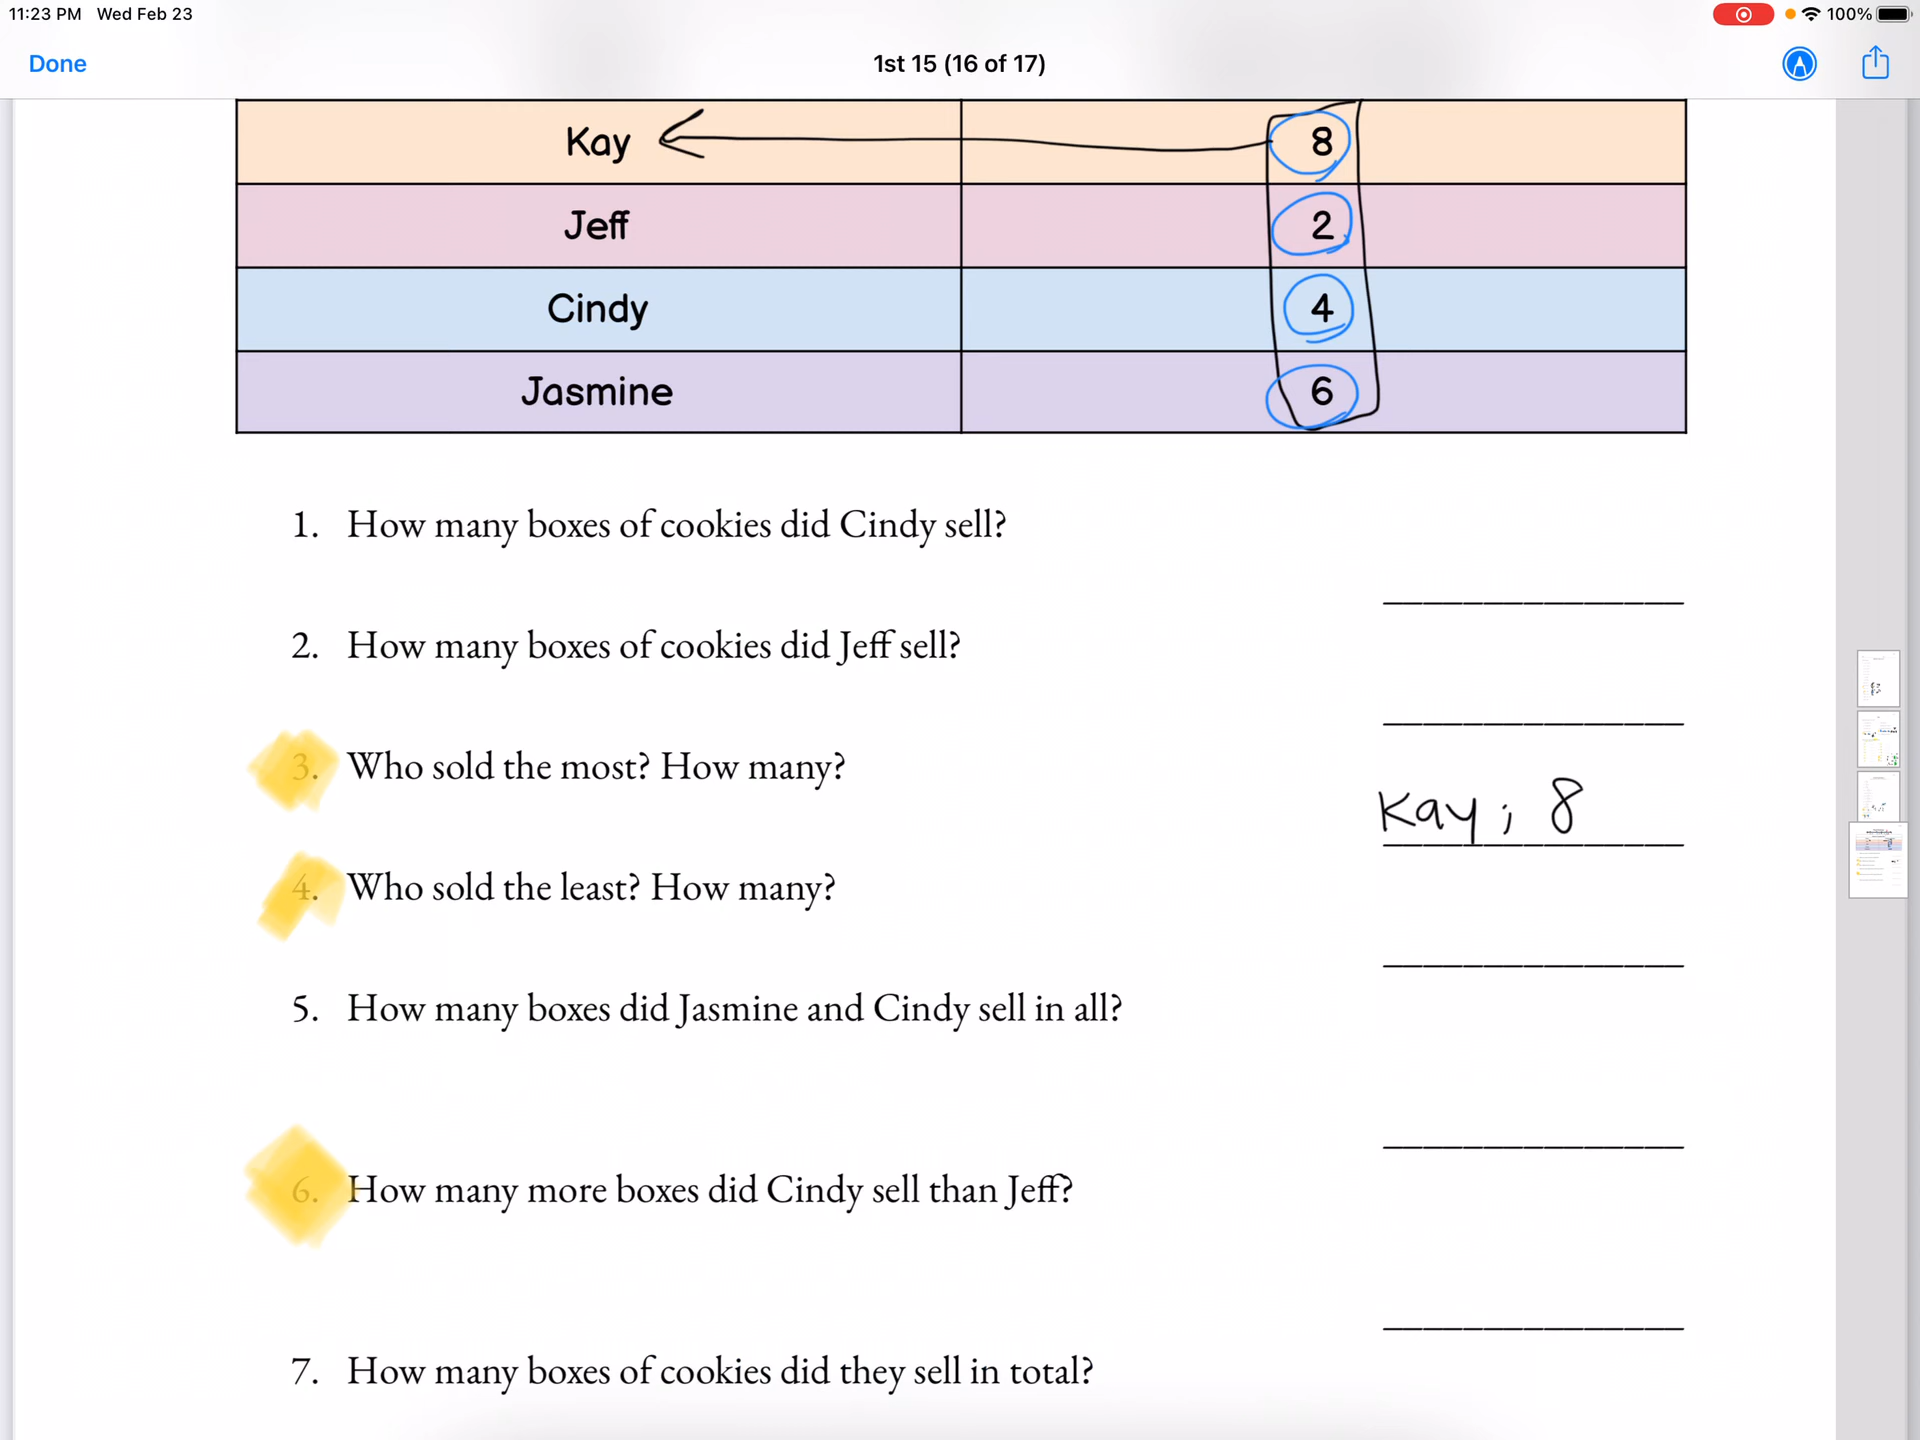 11:23 PM Wed Feb 23
100%
Done
1st 15 (16 of 17)
Kay 8
Jeff 2
Cindy 4
Jasmine 6
1. How many boxes of cookies did Cindy sell?
2. How many boxes of cookies did Jeff sell?
3. Who sold the most? How many?
Kay; 8
4. Who sold the least? How many?
5. How many boxes did Jasmine and Cindy sell in all?
6. How many more boxes did Cindy sell than Jeff?
7. How many boxes of cookies did they sell in total?